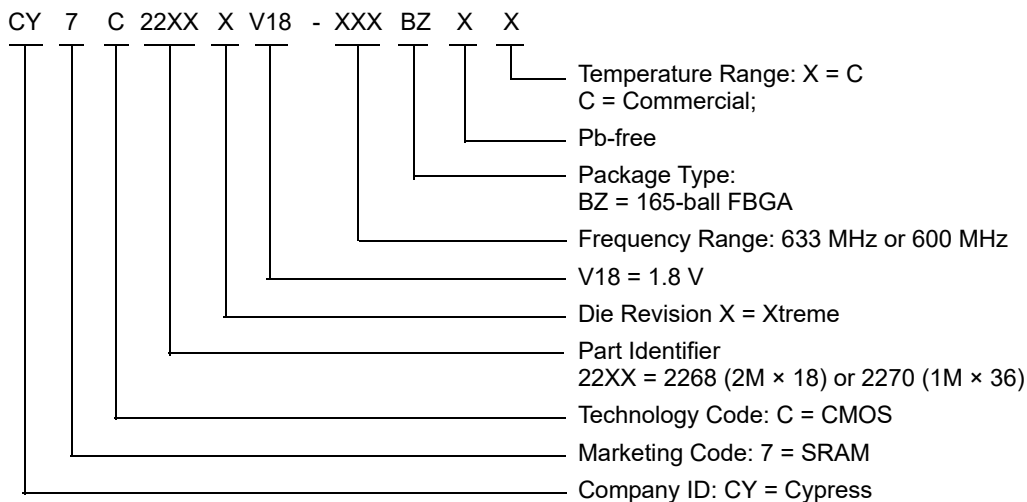 CY 7 C 22XX X V18 - XXX BZ X X
Temperature Range: X = C
C = Commercial;
Pb-free
Package Type:
BZ = 165-ball FBGA
Frequency Range: 633 MHz or 600 MHz
V18 = 1.8 V
Die Revision X = Xtreme
Part Identifier
22XX = 2268 (2M × 18) or 2270 (1M × 36)
Technology Code: C = CMOS
Marketing Code: 7 = SRAM
Company ID: CY = Cypress